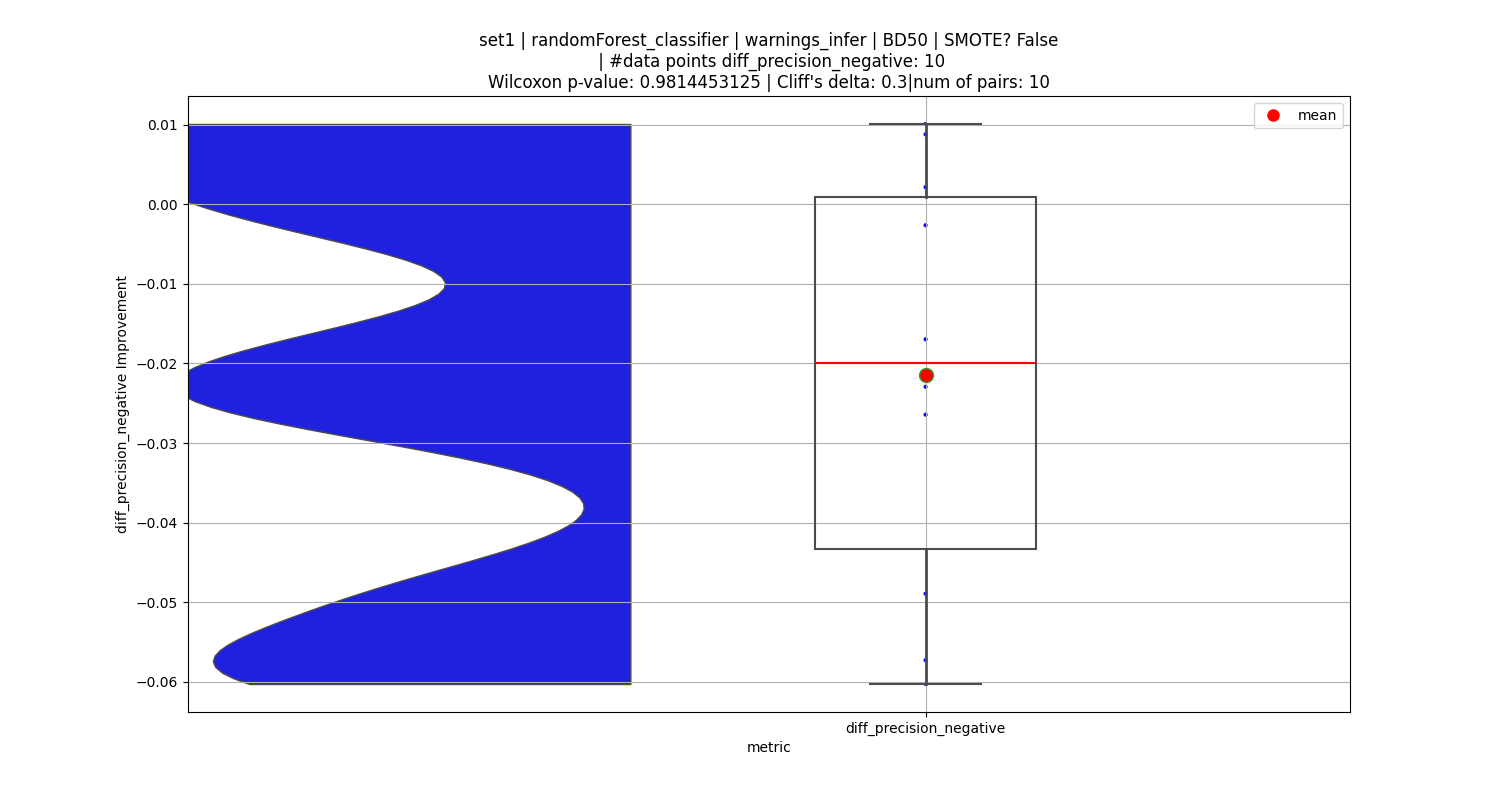 set1 | randomForest_classifier | warnings_infer | BD50 | SMOTE? False
| #data points diff_precision_negative: 10
Wilcoxon p-value: 0.9814453125 | Cliff's delta: 0.3|num of pairs: 10
mean
0.01
0.00
−0.01
−0.02
−0.03
−0.04
−0.05
−0.06
diff_precision_negative Improvement
diff_precision_negative
metric